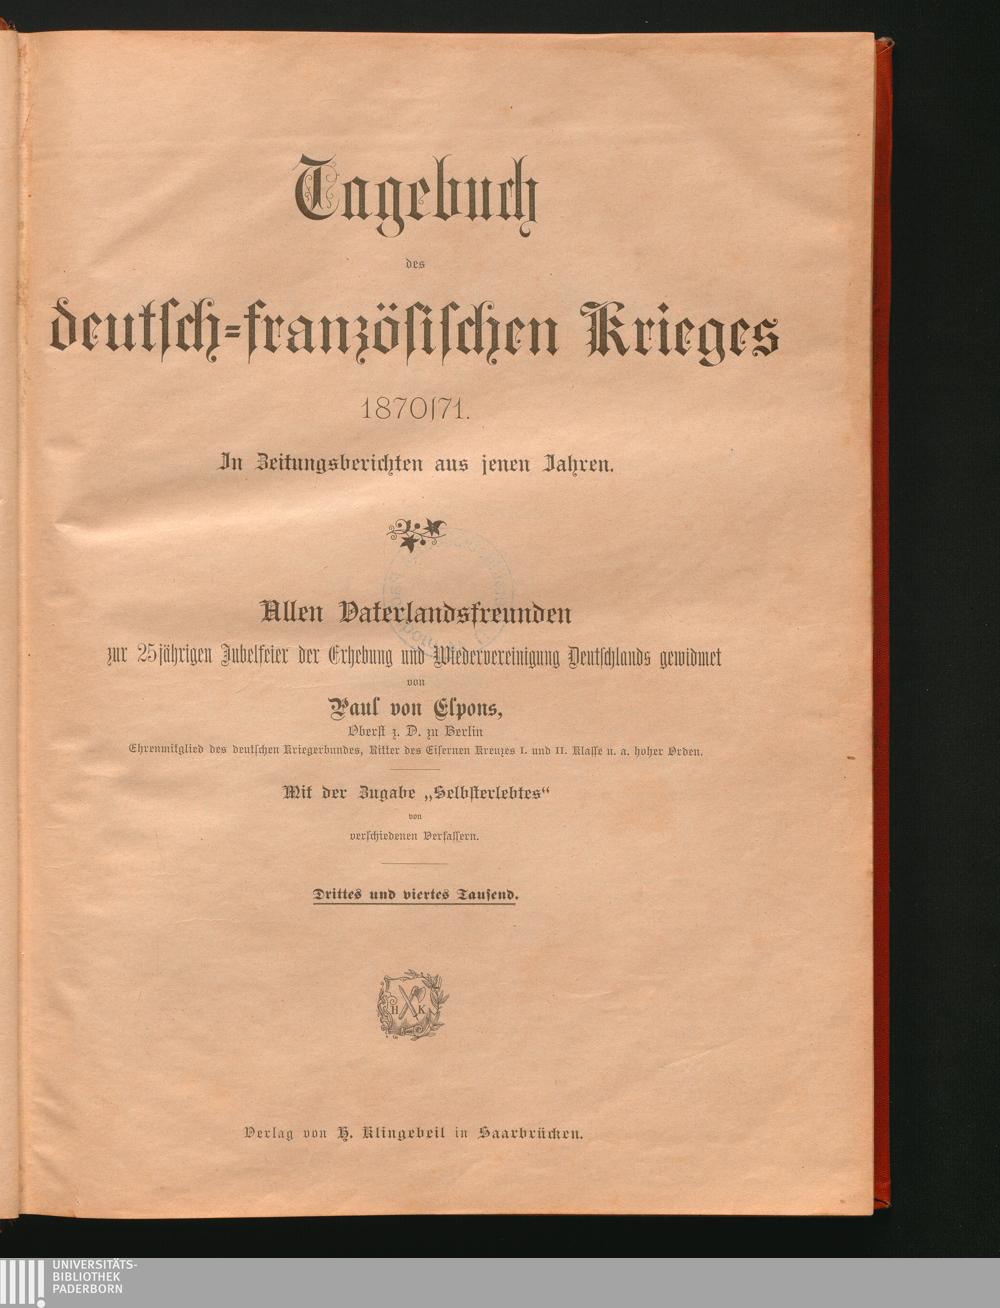 Tagebuch
des
deutsch-französischen Krieges
1870/71.
In Zeitungsberichten aus jenen Jahren.
Allen Vaterlandsfreunden
zur 25jährigen Jubelfeier der Erhebung und Wiedervereinigung Deutschlands gewidmet
von
Paul von Elpons,
Oberst z. D. zu Berlin
Ehrenmitglied des deutschen Kriegerbundes, Ritter des Eisernen Kreuzes I. und II. Klasse u. a. hoher Orden.
Mit der Zugabe „Selbsterlebtes“
von
verschiedenen Verfassern.
Drittes und viertes Tausend.
H K
Verlag von H. Klingebeil in Saarbrücken.
UNIVERSITÄTS-
BIBLIOTHEK
PADERBORN